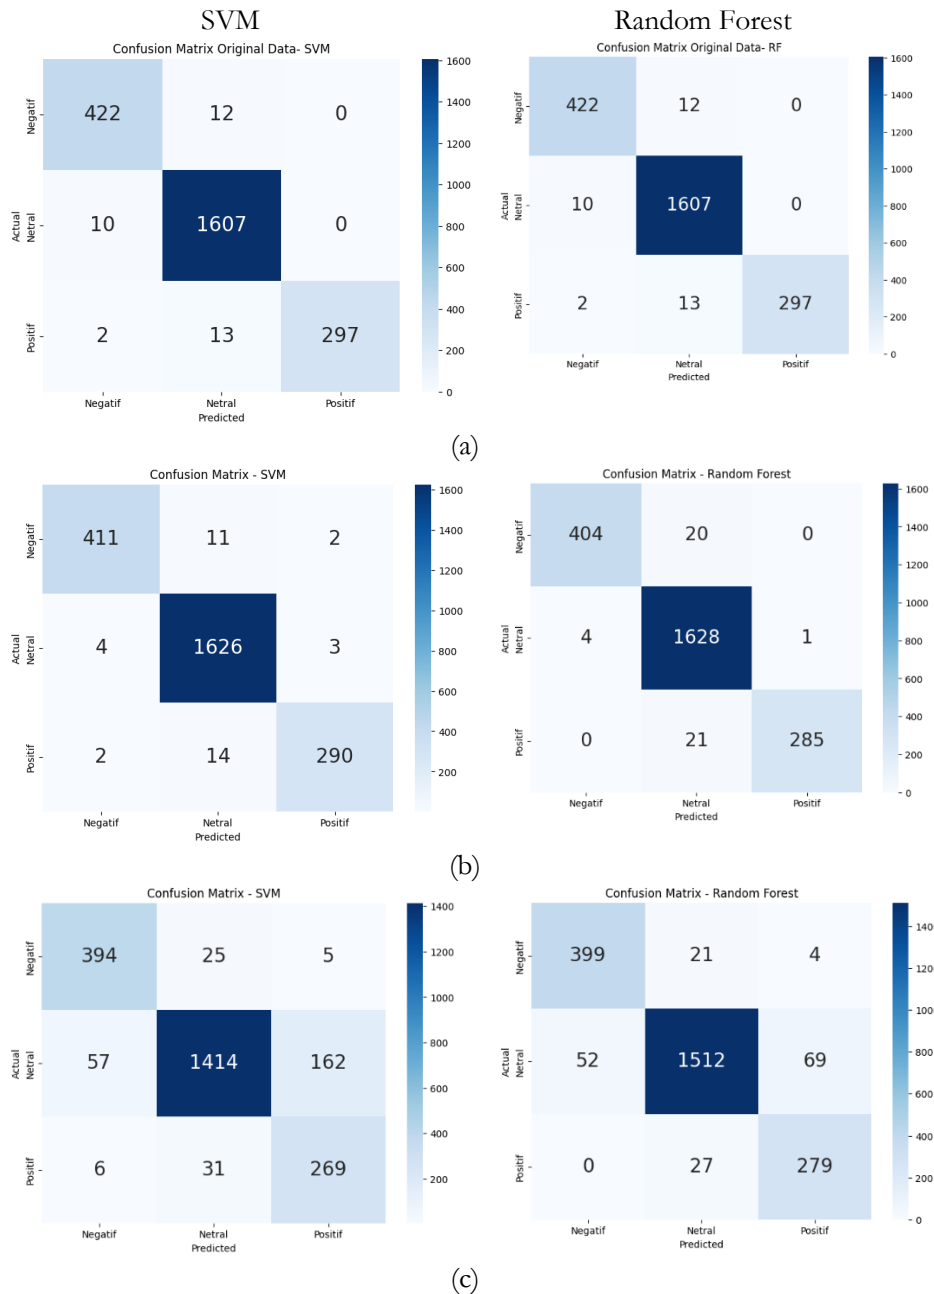 SVM Random Forest
Confusion Matrix Original Data- SVM
Negatif 422 12 0
Actual
Netral 10 1607 0
Positif 2 13 297
Negatif Netral Positif
Predicted
1600
1400
1200
1000
800
600
400
200
0
Confusion Matrix Original Data- RF
Negatif 422 12 0
Actual
Netral 10 1607 0
Positif 2 13 297
Negatif Netral Positif
Predicted
1600
1400
1200
1000
800
600
400
200
0
(a)
Confusion Matrix - SVM
Negatif 411 11 2
Actual
Netral 4 1626 3
Positif 2 14 290
Negatif Netral Positif
Predicted
1600
1400
1200
1000
800
600
400
200
Confusion Matrix - Random Forest
Negatif 404 20 0
Actual
Netral 4 1628 1
Positif 0 21 285
Negatif Netral Positif
Predicted
1600
1400
1200
1000
800
600
400
200
0
(b)
Confusion Matrix - SVM
Negatif 394 25 5
Actual
Netral 57 1414 162
Positif 6 31 269
Negatif Netral Positif
Predicted
1400
1200
1000
800
600
400
200
Confusion Matrix - Random Forest
Negatif 399 21 4
Actual
Netral 52 1512 69
Positif 0 27 279
Negatif Netral Positif
Predicted
1200
1000
800
600
400
200
0
(c)